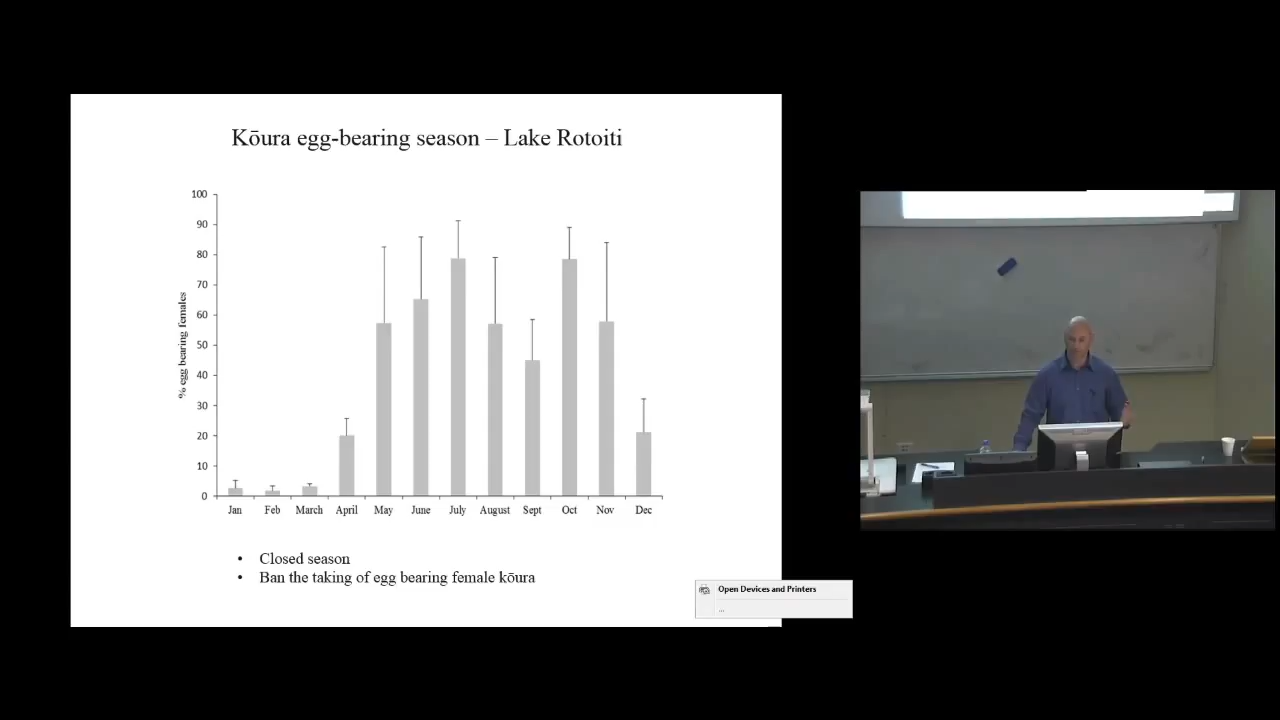 Kōura egg-bearing season – Lake Rotoiti
% egg bearing females
100
90
80
70
60
50
40
30
20
10
0
Jan Feb March April May June July August Sept Oct Nov Dec
• Closed season
• Ban the taking of egg bearing female kōura
Open Devices and Printers
...